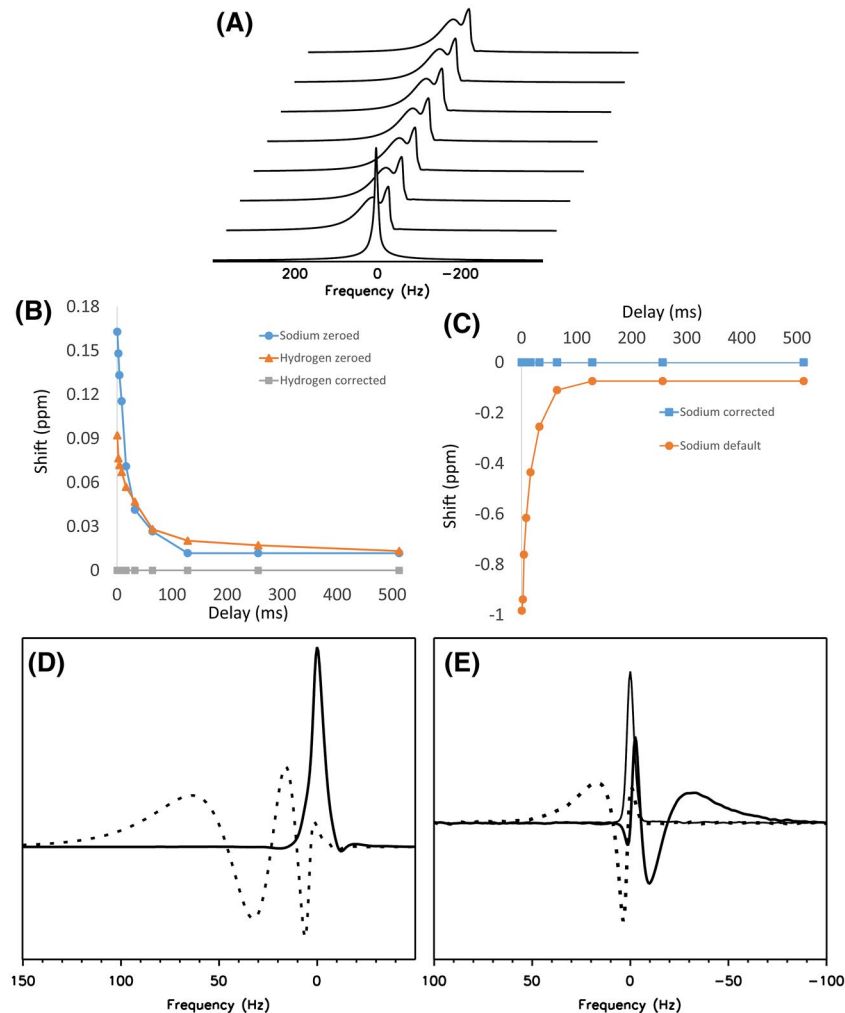 (A)
200 0 −200
Frequency (Hz)
(B)
0.18
0.15
0.12
0.09
0.06
0.03
0
Shift (ppm)
Sodium zeroed
Hydrogen zeroed
Hydrogen corrected
0 100 200 300 400 500
Delay (ms)
(C)
Delay (ms)
0 100 200 300 400 500
0
-0.2
-0.4
-0.6
-0.8
-1
Shift (ppm)
Sodium corrected
Sodium default
(D)
150 100 50 0
Frequency (Hz)
(E)
100 50 0 −50 −100
Frequency (Hz)